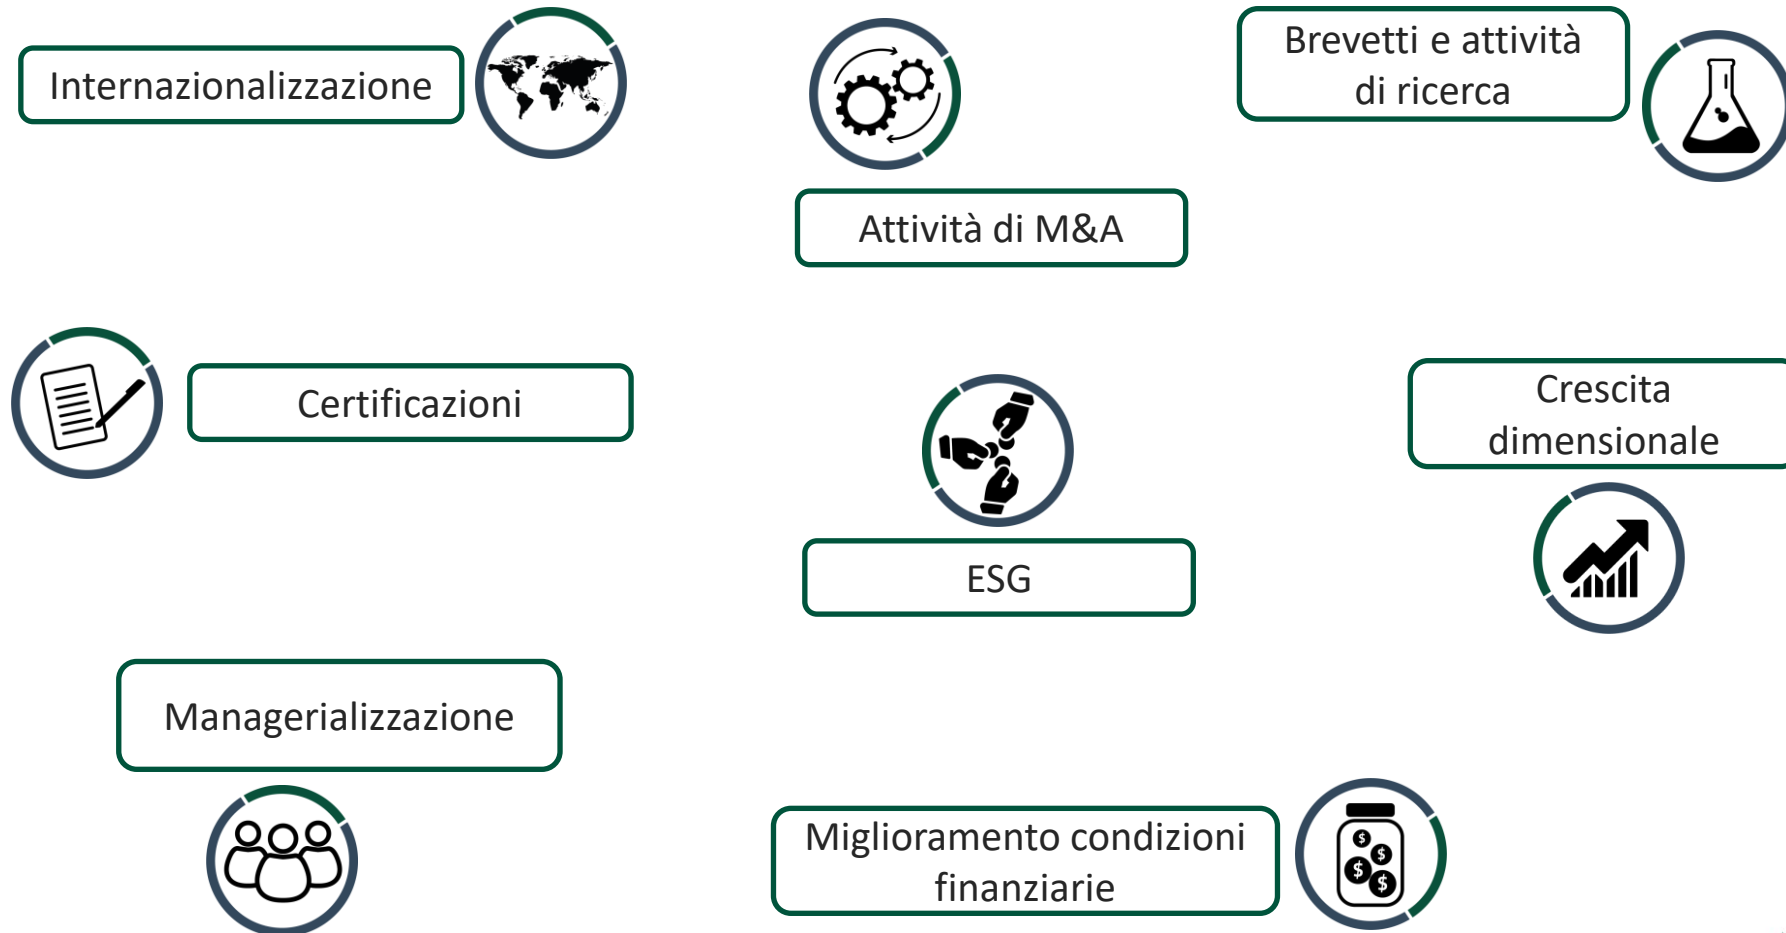 Internazionalizzazione
Brevetti e attività
di ricerca
Attività di M&A
Certificazioni
Crescita
dimensionale
ESG
Managerializzazione
Miglioramento condizioni
finanziarie
$
$
$
$